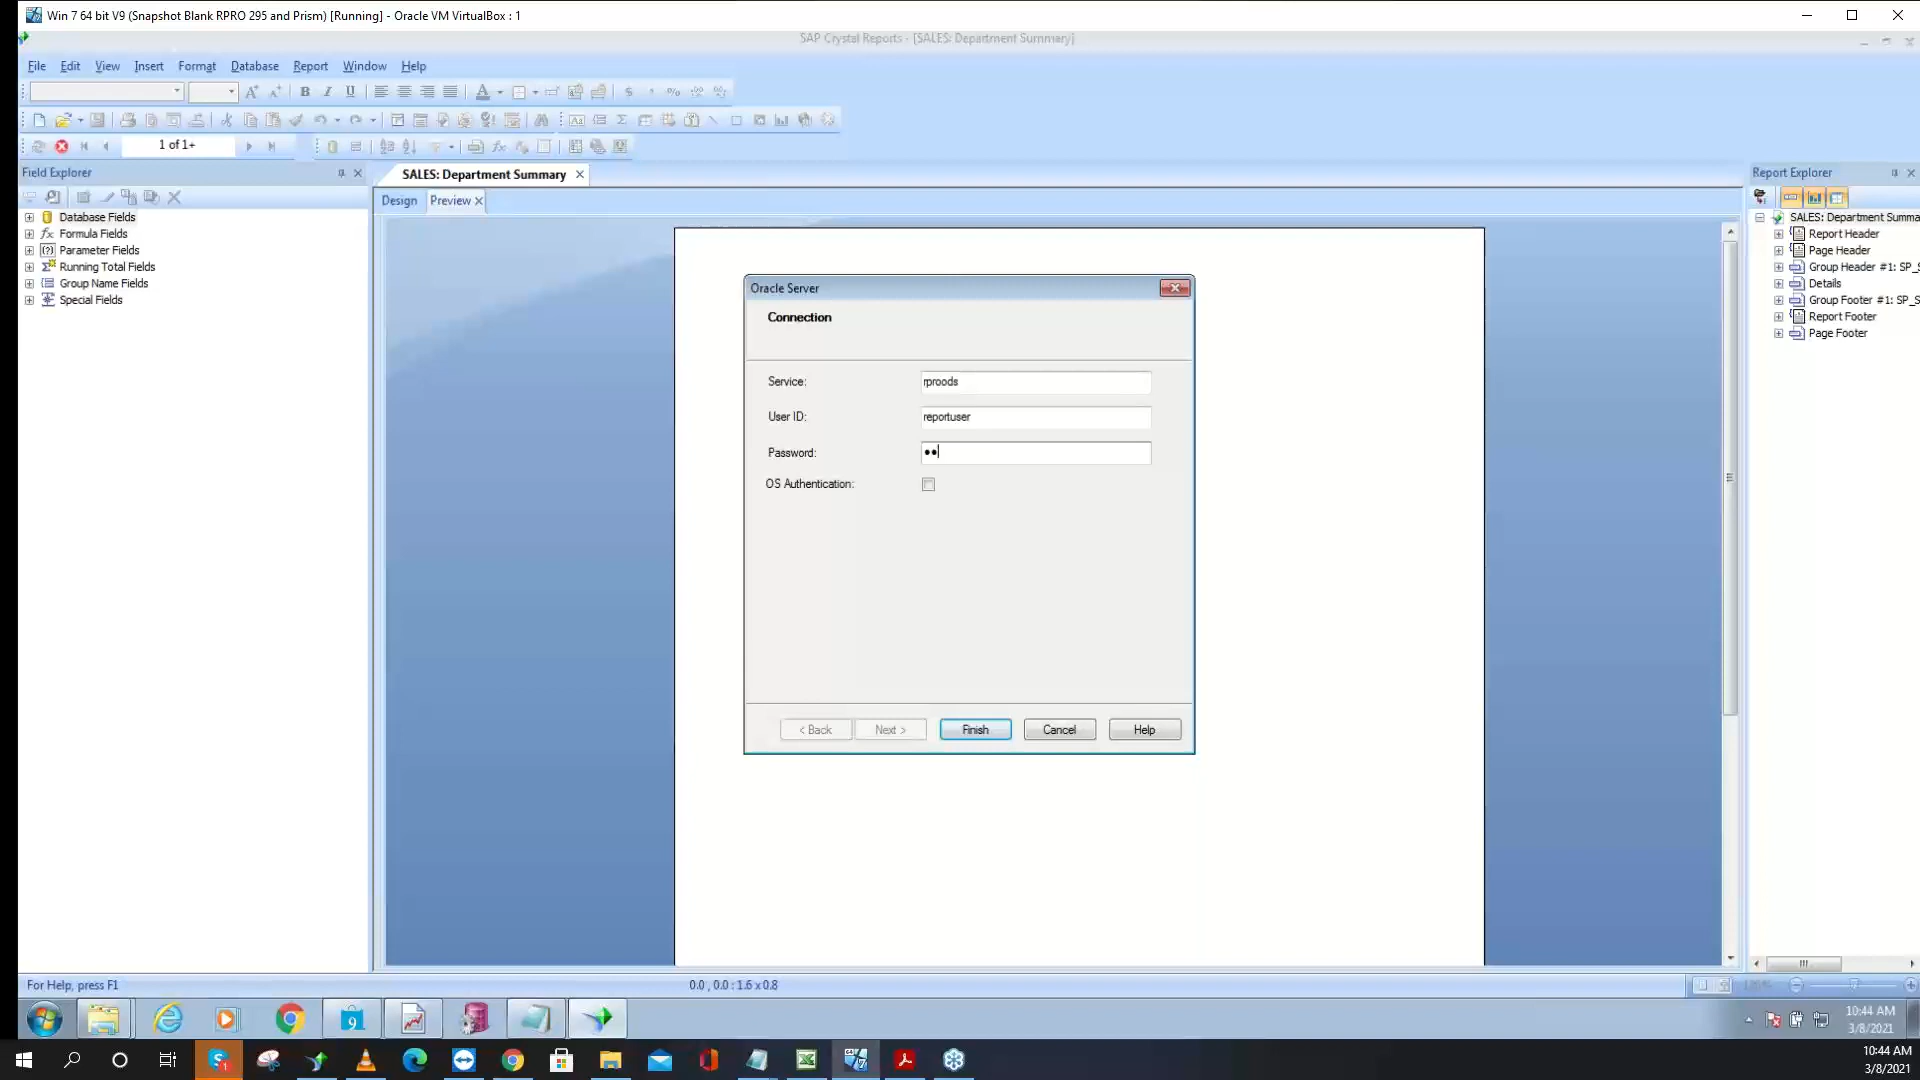 Win 7 64 bit V9 (Snapshot Blank RPRO 295 and Prism) [Running] - Oracle VM VirtualBox : 1
SAP Crystal Reports - [SALES: Department Summary]
File Edit View Insert Format Database Report Window Help
1 of 1+
Field Explorer
SALES: Department Summary
Report Explorer
Design Preview
Database Fields
Formula Fields
Parameter Fields
Running Total Fields
Group Name Fields
Special Fields
SALES: Department Summa
Report Header
Page Header
Group Header #1: SP_S
Details
Group Footer #1: SP_S
Report Footer
Page Footer
Oracle Server
Connection
Service: rproods
User ID: reportuser
Password: ••
OS Authentication:
< Back Next > Finish Cancel Help
For Help, press F1
0.0 , 0.0 : 1.6 x 0.8
10:44 AM
3/8/2021
10:44 AM
3/8/2021